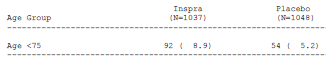 Inspra Placebo
Age Group (N=1037) (N=1048)
Age <75 92 ( 8.9) 54 ( 5.2)